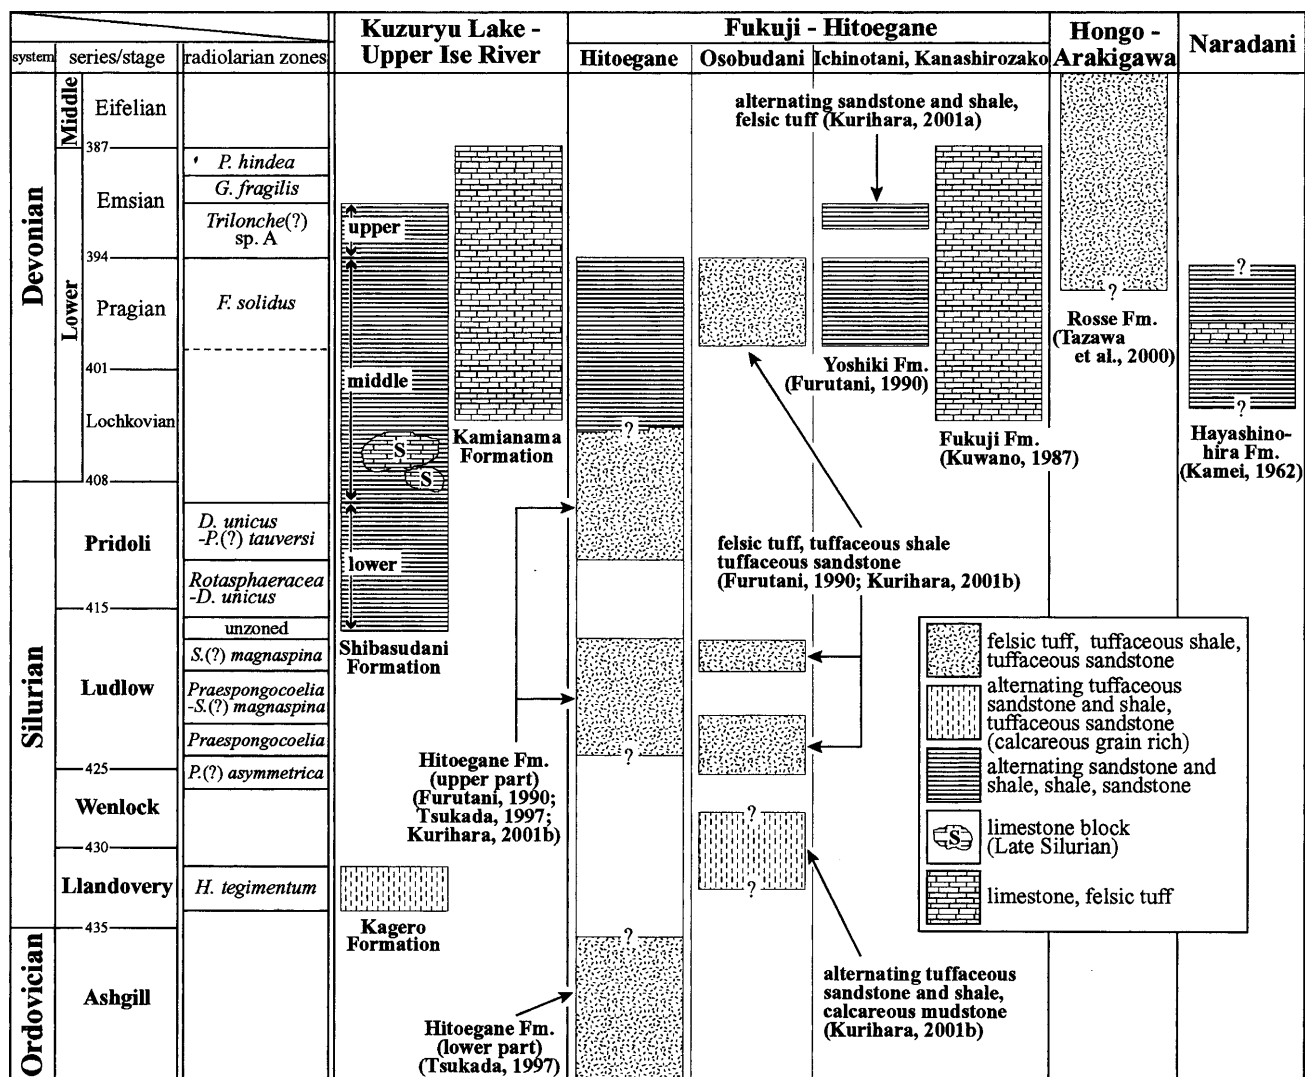 Kuzuryu Lake -
Upper Ise River
Fukuji - Hitoegane
Hongo -
Arakigawa
Naradani
system
series/stage
radiolarian zones
Hitoegane
Osobudani
Ichinotani, Kanashirozako
Devonian
Silurian
Ordovician
Middle
Lower
Eifelian
387
Emsian
394
Pragian
401
Lochkovian
408
Pridoli
415
Ludlow
425
Wenlock
430
Llandovery
435
Ashgill
P. hindea
G. fragilis
Trilonche(?)
sp. A
F. solidus
D. unicus
-P.(?) tauversi
Rotasphaeracea
-D. unicus
unzoned
S.(?) magnaspina
Praespongocoelia
-S.(?) magnaspina
Praespongocoelia
P.(?) asymmetrica
H. tegimentum
upper
middle
S
S
lower
Shibasudani
Formation
Kagero
Formation
Kamianama
Formation
?
?
?
Hitoegane Fm.
(upper part)
(Furutani, 1990;
Tsukada, 1997;
Kurihara, 2001b)
Hitoegane Fm.
(lower part)
(Tsukada, 1997)
alternating sandstone and shale,
felsic tuff (Kurihara, 2001a)
Yoshiki Fm.
(Furutani, 1990)
Fukuji Fm.
(Kuwano, 1987)
felsic tuff, tuffaceous shale
tuffaceous sandstone
(Furutani, 1990; Kurihara, 2001b)
?
?
alternating tuffaceous
sandstone and shale,
calcareous mudstone
(Kurihara, 2001b)
?
Rosse Fm.
(Tazawa
et al., 2000)
?
?
Hayashino-
hira Fm.
(Kamei, 1962)
felsic tuff, tuffaceous shale,
tuffaceous sandstone
alternating tuffaceous
sandstone and shale,
tuffaceous sandstone
(calcareous grain rich)
alternating sandstone and
shale, shale, sandstone
S
limestone block
(Late Silurian)
limestone, felsic tuff